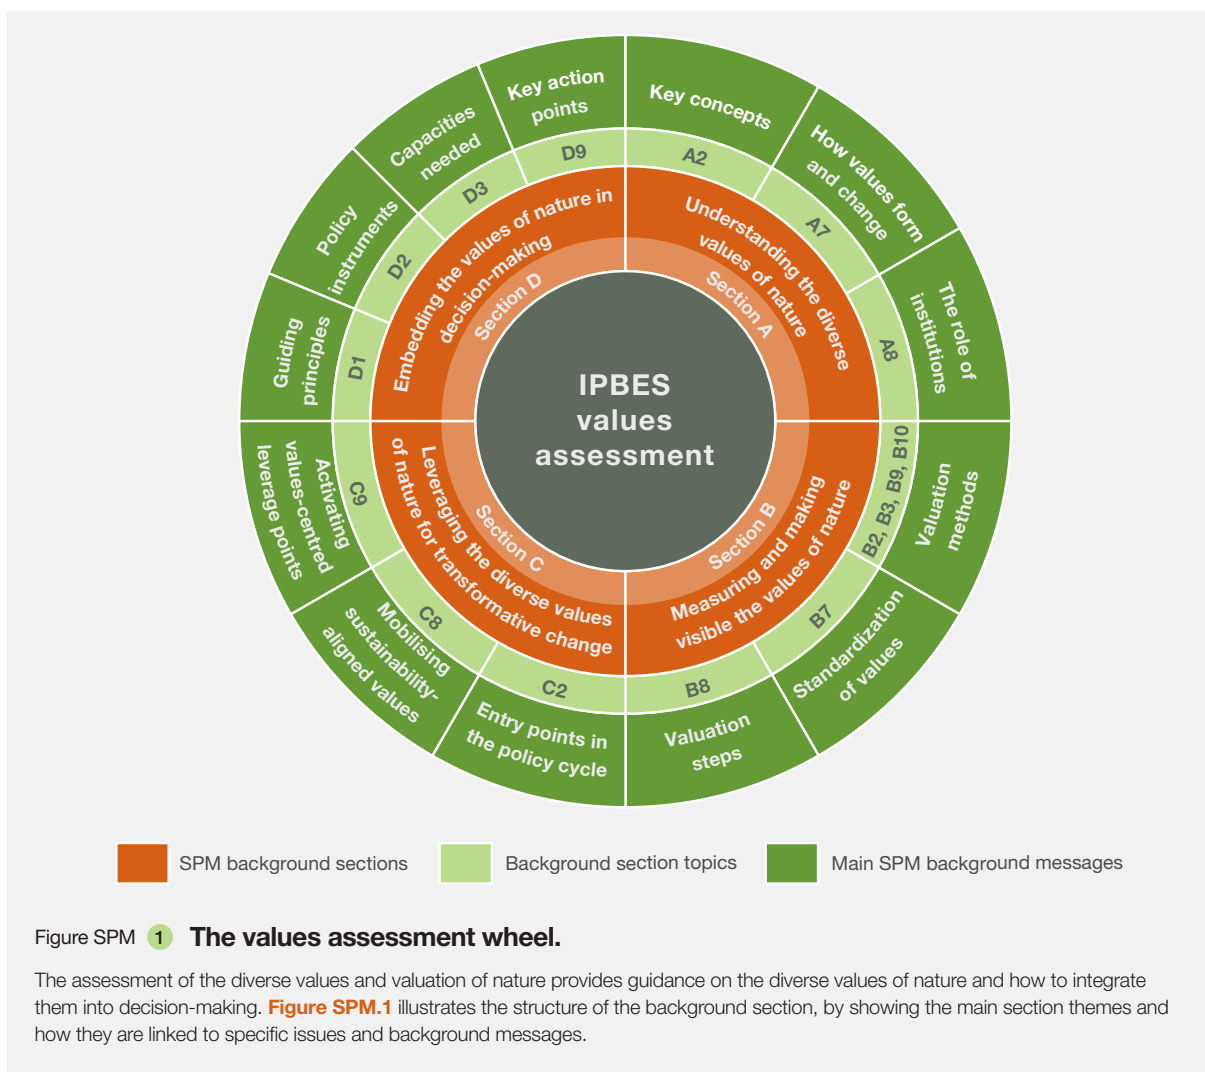 Key concepts
How values form
and change
The role of
institutions
Valuation
methods
Standardization
of values
Valuation
steps
Entry points in
the policy cycle
Mobilising
sustainability-
aligned values
Activating
values-centred
leverage points
Guiding
principles
Policy
instruments
Capacities
needed
Key action
points
A2
A7
A8
B2, B3, B9, B10
B7
B8
C2
C8
C9
D1
D2
D3
D9
Understanding the diverse
values of nature
Section A
Measuring and making
visible the values of nature
Section B
Leveraging the diverse values
of nature for transformative change
Section C
Embedding the values of nature in
decision-making
Section D
IPBES
values
assessment
SPM background sections
Background section topics
Main SPM background messages
Figure SPM 1 The values assessment wheel.
The assessment of the diverse values and valuation of nature provides guidance on the diverse values of nature and how to integrate
them into decision-making. Figure SPM.1 illustrates the structure of the background section, by showing the main section themes and
how they are linked to specific issues and background messages.